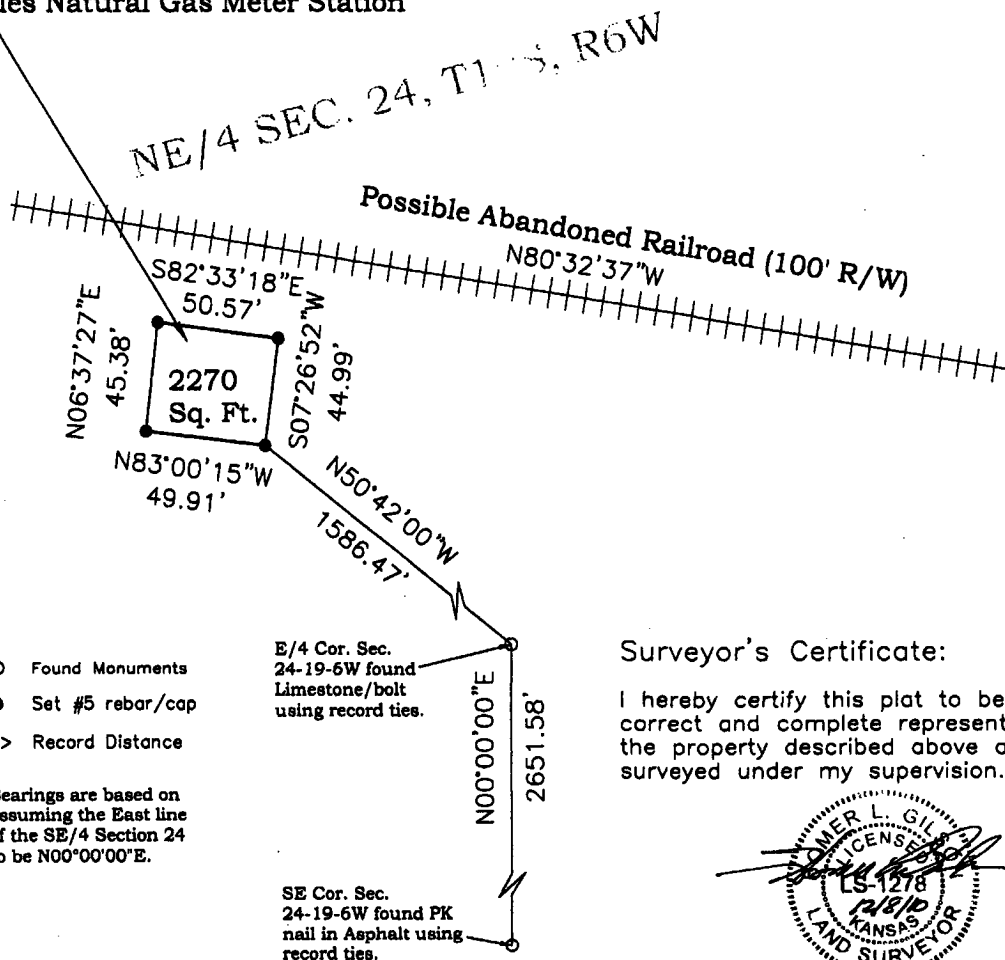 Natural Gas Meter Station
NE/4 SEC. 24, R6W
Possible Abandoned Railroad (100' R/W)
N80°32'37"W
S82°33'18"E
50.57'
N06°37'27"E
45.38'
2270
Sq. Ft.
S07°26'52"W
44.99'
N83°00'15"W
49.91'
N50°42'00"W
1586.47'
E/4 Cor. Sec.
24-19-6W found
Limestone/bolt
using record ties.
N00°00'00"E
2651.58'
Found Monuments
Set #5 rebar/cap
> Record Distance
Bearings are based on
assuming the East line
of the SE/4 Section 24
to be N00°00'00"E.
SE Cor. Sec.
24-19-6W found PK
nail in Asphalt using
record ties.
Surveyor's Certificate:
I hereby certify this plat to be
correct and complete
the property described above
surveyed under my supervision.
L.
LICENSED
LS-1278
12/8/10
KANSAS
LAND SURVEYOR